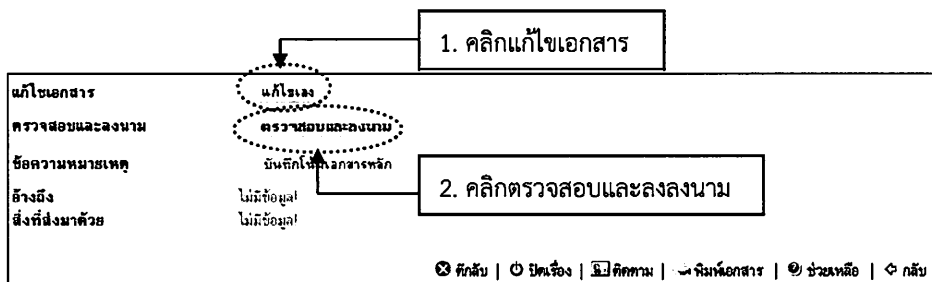 1. คลิกแก้ไขเอกสาร
แก้ไขเอกสาร แก้ไขเอง
ตรวจสอบและลงนาม ตรวจสอบและลงนาม
ข้อความหมายเหตุ บันทึกโน้ตเอกสารหลัก
2. คลิกตรวจสอบและลงลงนาม
อ้างถึง ไม่มีข้อมูล!
สิ่งที่ส่งมาด้วย ไม่มีข้อมูล!
ตีกลับ | ปิดเรื่อง | ติดตาม | พิมพ์เอกสาร | ช่วยเหลือ | กลับ